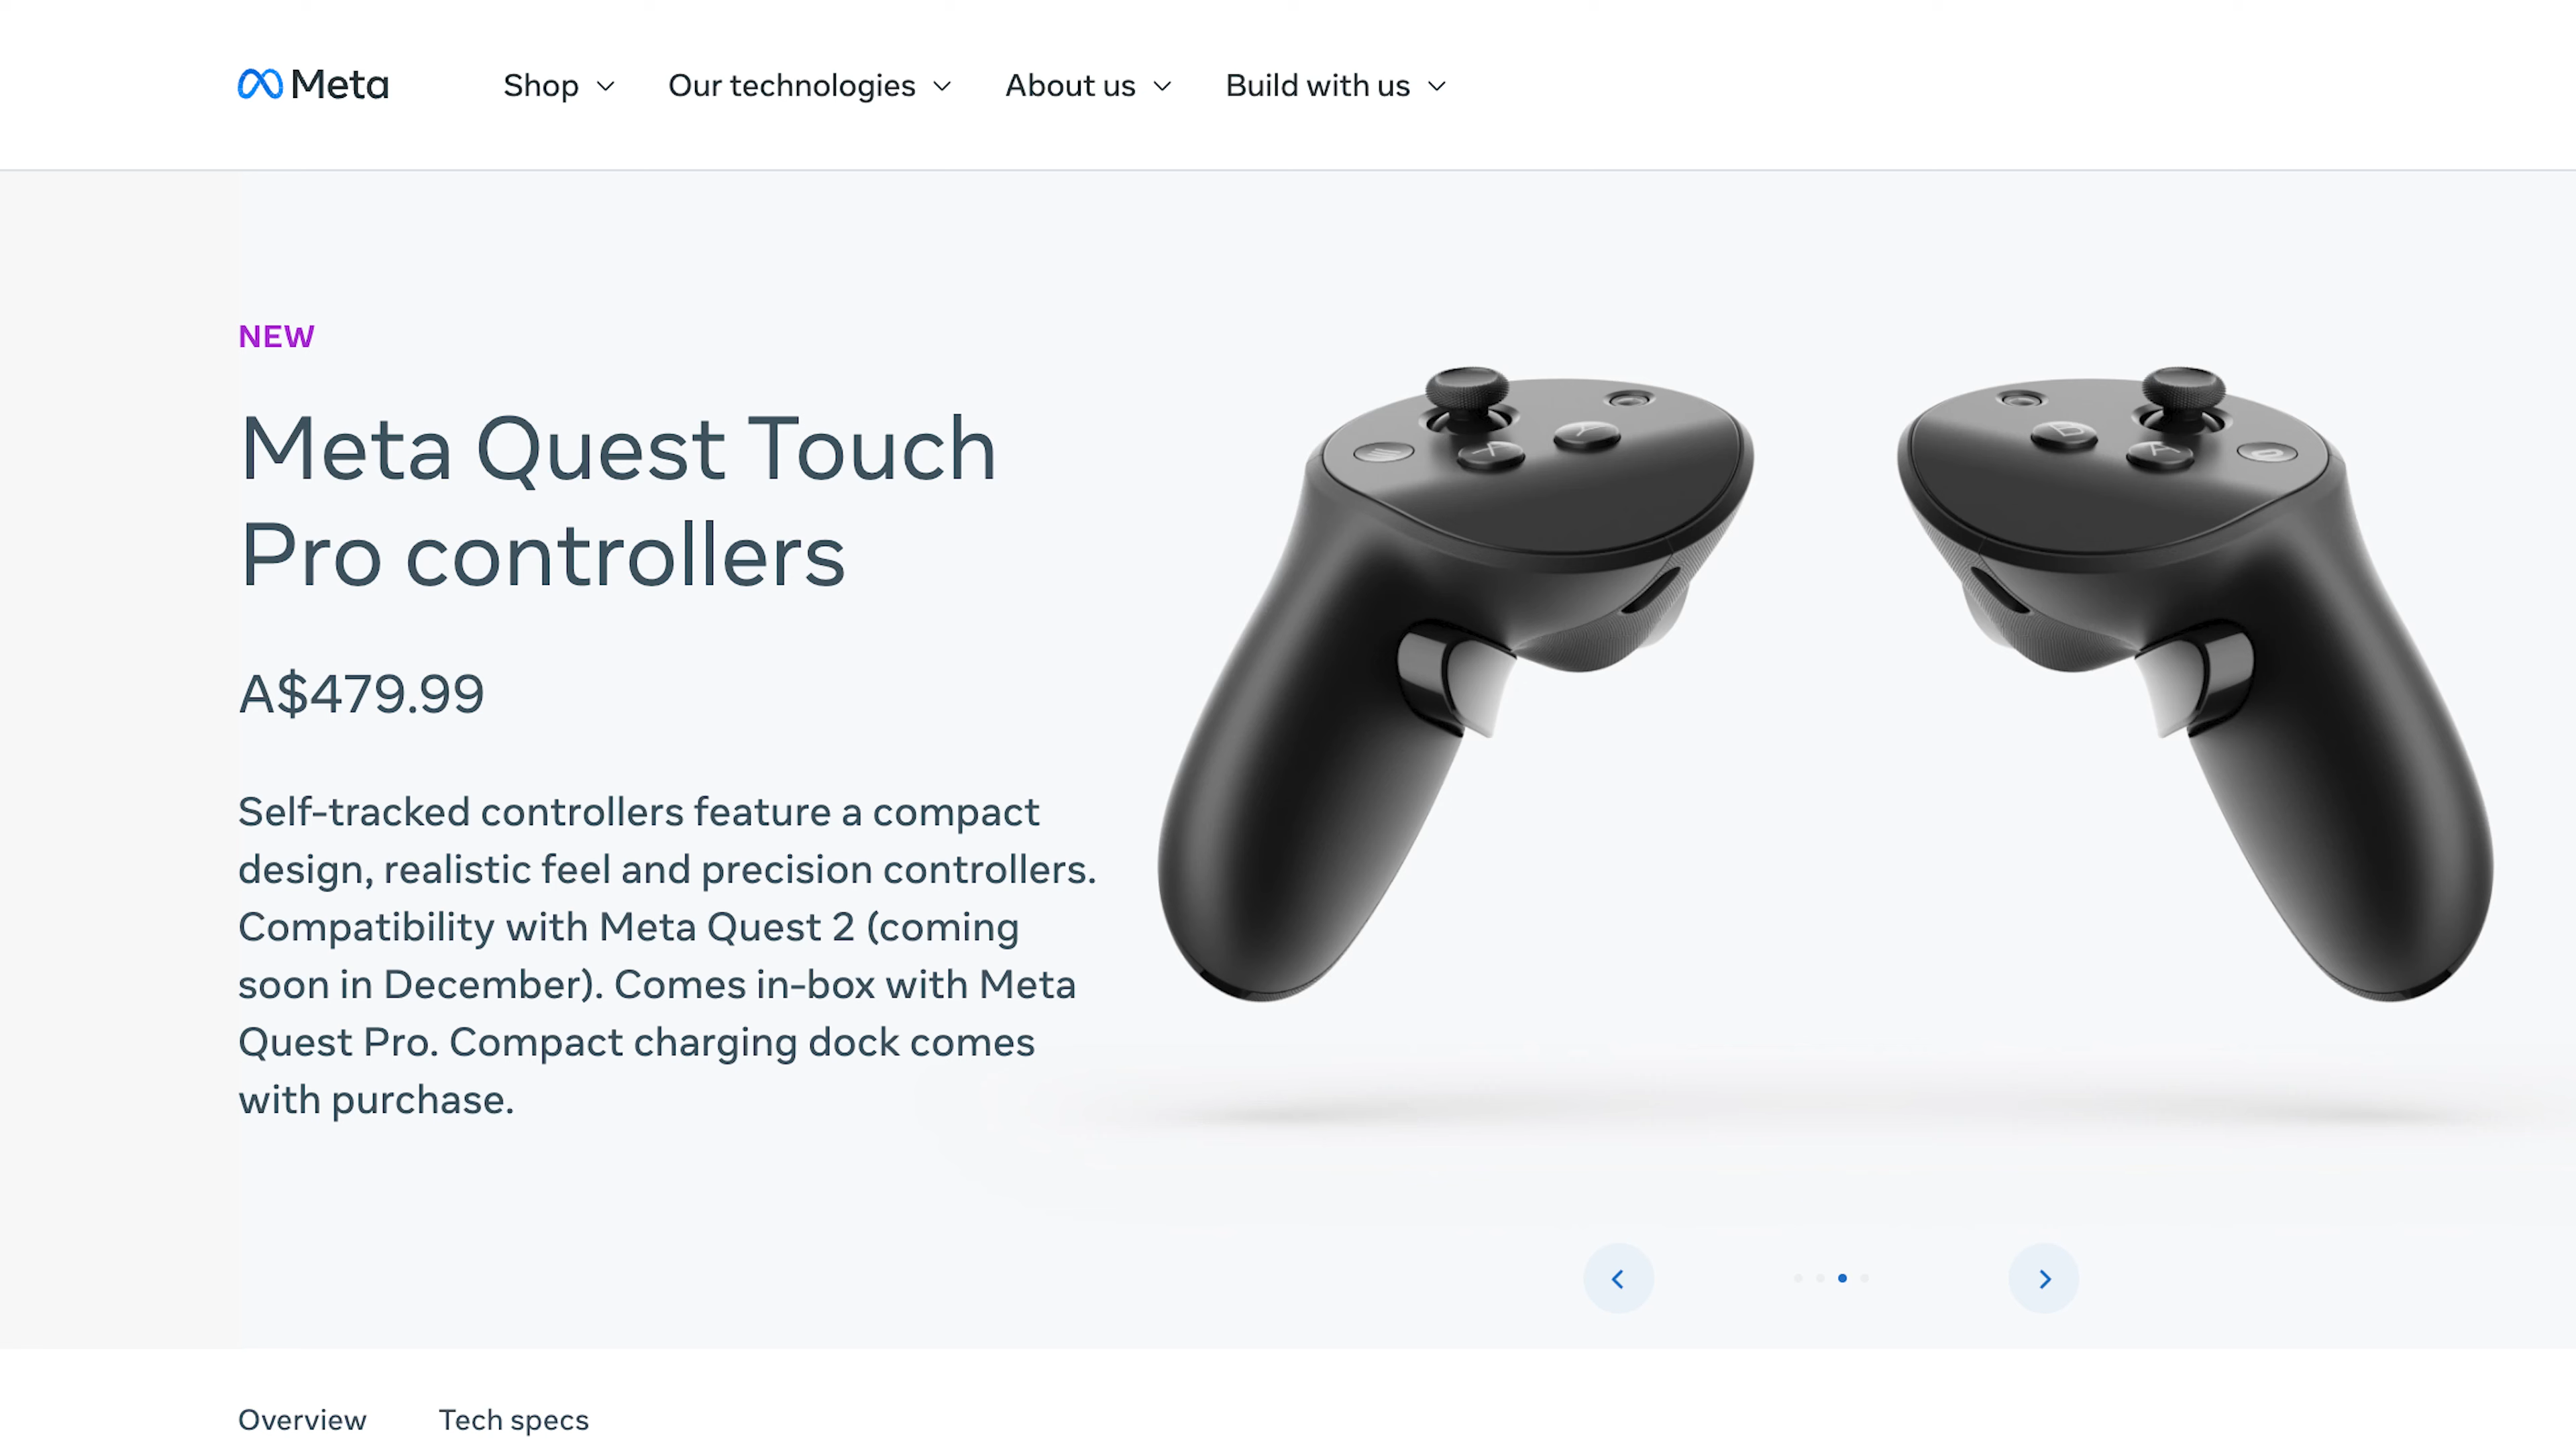 Meta
Shop
Our technologies
About us
Build with us
NEW
Meta Quest Touch
Pro controllers
A$479.99
Self-tracked controllers feature a compact
design, realistic feel and precision controllers.
Compatibility with Meta Quest 2 (coming
soon in December). Comes in-box with Meta
Quest Pro. Compact charging dock comes
with purchase.
X
Y
B
A
Overview
Tech specs